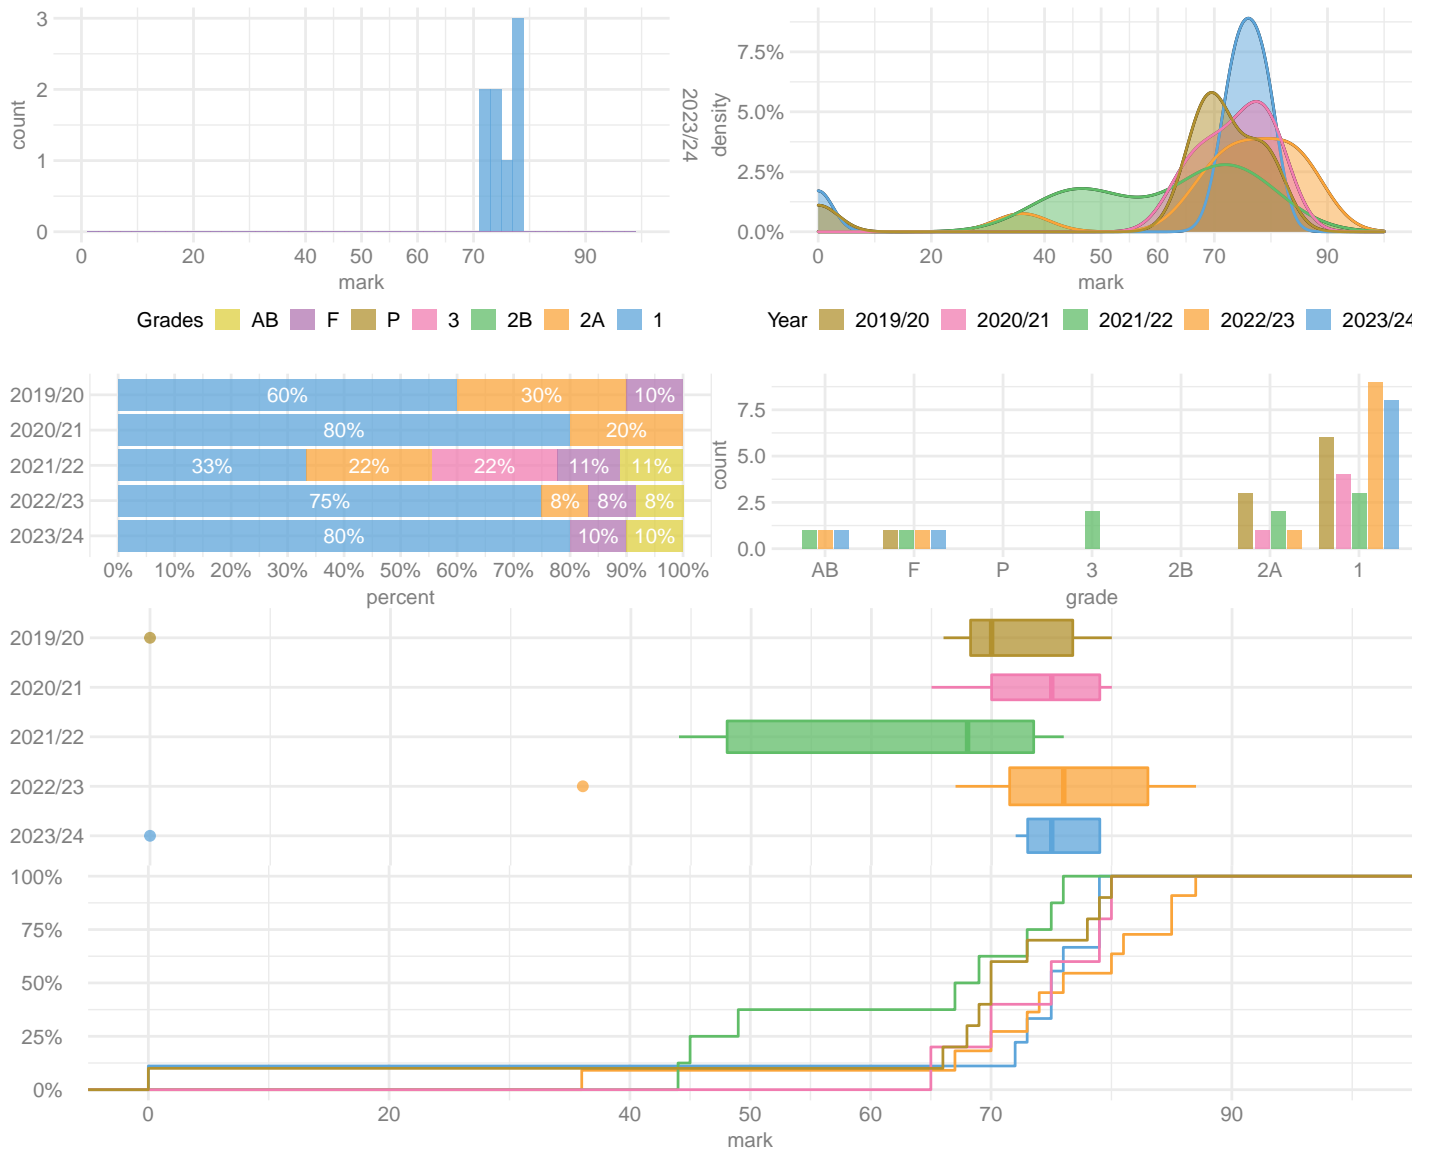 3
2
1
0
count
0
20
40
50
60
70
90
mark
2023/24
7.5%
5.0%
2.5%
0.0%
density
0
20
40
50
60
70
90
mark
Grades AB F P 3 2B 2A 1
Year 2019/20 2020/21 2021/22 2022/23 2023/24
2019/20 60% 30% 10%
2020/21 80% 20%
2021/22 33% 22% 22% 11% 11%
2022/23 75% 8% 8% 8%
2023/24 80% 10% 10%
0% 10% 20% 30% 40% 50% 60% 70% 80% 90% 100%
percent
7.5
5.0
2.5
0.0
count
AB F P 3 2B 2A 1
grade
2019/20
2020/21
2021/22
2022/23
2023/24
100%
75%
50%
25%
0%
0 20 40 50 60 70 90
mark